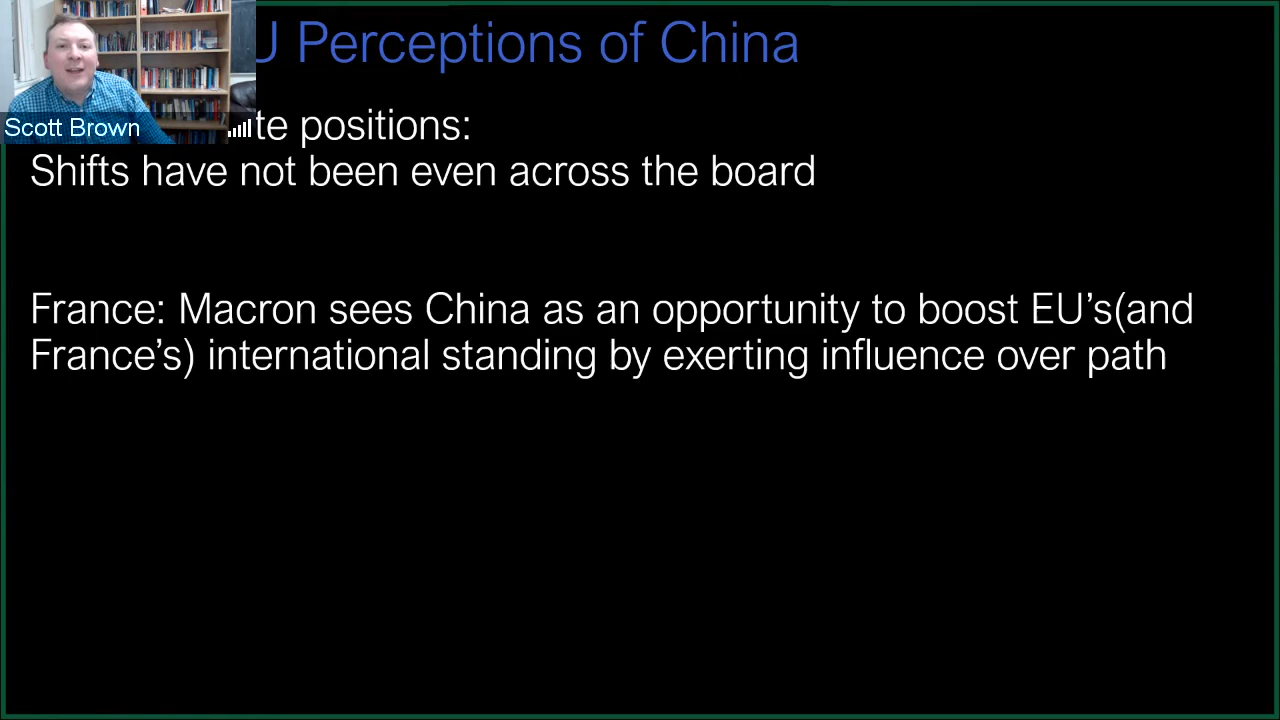 U Perceptions of China
Scott Brown
te positions:
Shifts have not been even across the board
France: Macron sees China as an opportunity to boost EU’s(and
France’s) international standing by exerting influence over path